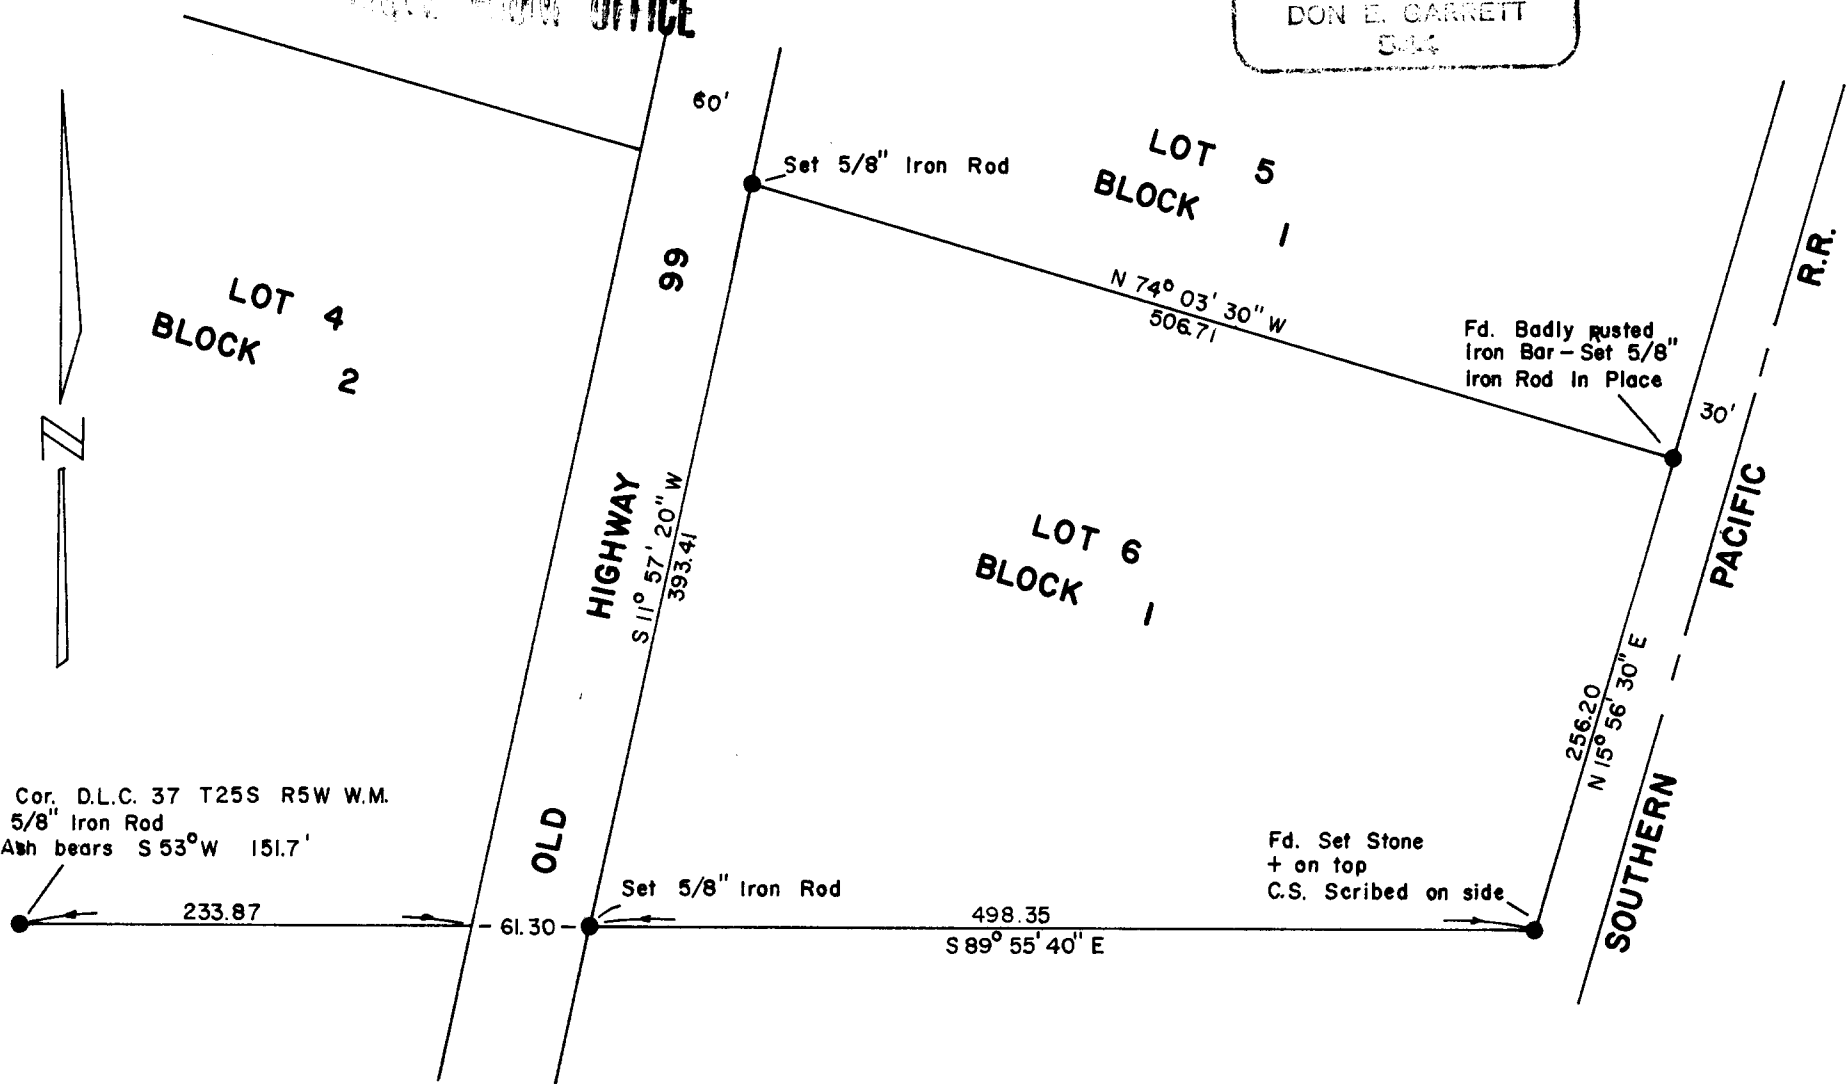 OFFICE
DON E. GARRETT
544
60'
Set 5/8" Iron Rod
LOT 5
BLOCK 1
R.R.
99
N 74° 03' 30" W
506.71
LOT 4
BLOCK 2
Fd. Badly Rusted
Iron Bar – Set 5/8"
Iron Rod In Place
30'
N
PACIFIC
HIGHWAY
S 11° 57' 20" W
393.41
LOT 6
BLOCK 1
256.20
N 15° 56' 30" E
SOUTHERN
Cor. D.L.C. 37 T25S R5W W.M.
5/8" Iron Rod
Ash bears S 53° W 151.7'
OLD
Fd. Set Stone
+ on top
C.S. Scribed on side
Set 5/8" Iron Rod
233.87
61.30
498.35
S 89° 55' 40" E